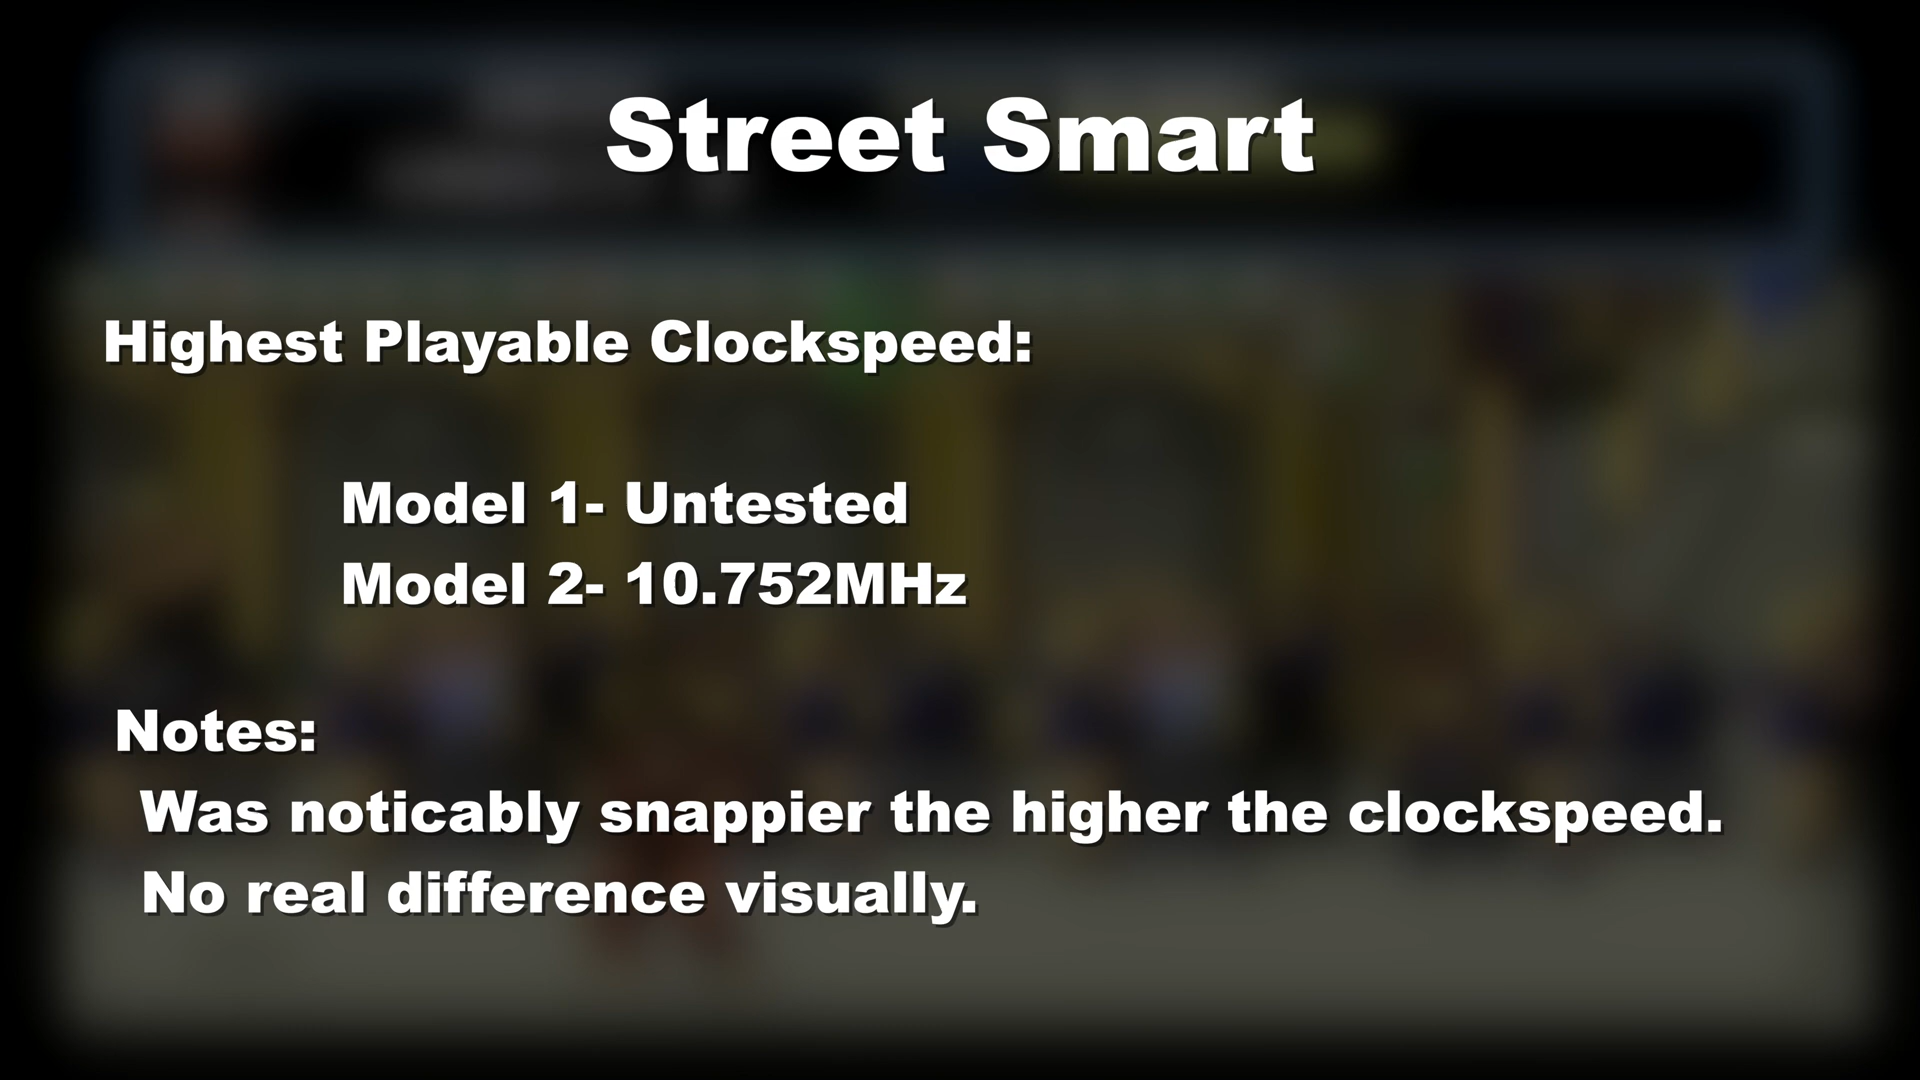 Street Smart
Highest Playable Clockspeed:
Model 1- Untested
Model 2- 10.752MHz
Notes:
Was noticably snappier the higher the clockspeed.
No real difference visually.